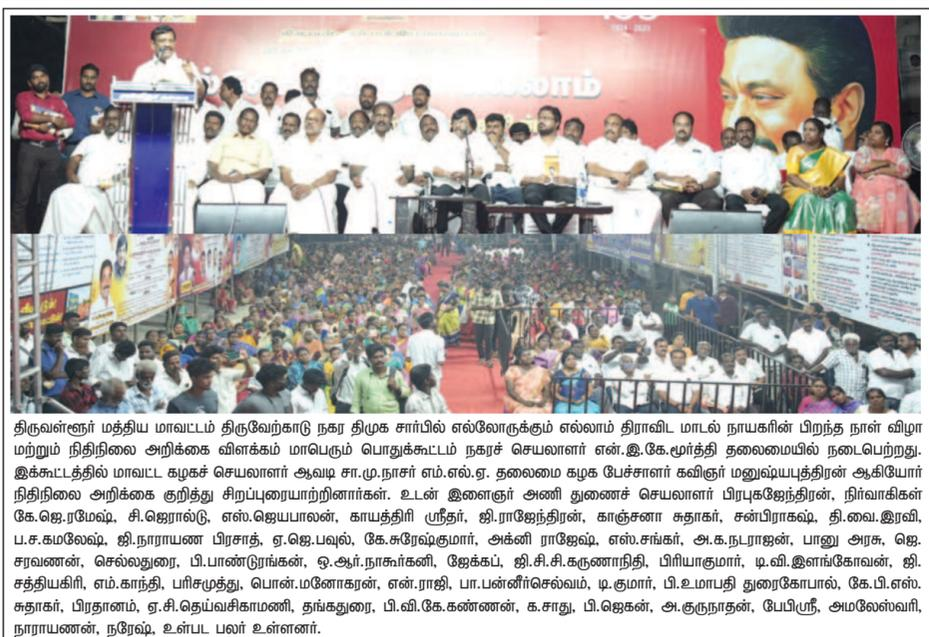 திருவள்ளூர் மத்திய மாவட்டம் திருவேற்காடு நகர திமுக சார்பில் எல்லோருக்கும் எல்லாம் திராவிட மாடல் நாயகரின் பிறந்த நாள் விழா
மற்றும் நிதிநிலை அறிக்கை விளக்கம் மாபெரும் பொதுக்கூட்டம் நகரச் செயலாளர் என்.இ.கே.மூர்த்தி தலைமையில் நடைபெற்றது.
இக்கூட்டத்தில் மாவட்ட கழகச் செயலாளர் ஆவடி சா.மு.நாசர் எம்.எல்.ஏ. தலைமை கழக பேச்சாளர் கவிஞர் மனுஷ்யபுத்திரன் ஆகியோர்
நிதிநிலை அறிக்கை குறித்து சிறப்புரையாற்றினார்கள். உடன் இளைஞர் அணி துணைச் செயலாளர் பிரபுகஜேந்திரன், நிர்வாகிகள்
கே.ஜெ.ரமேஷ், சி.ஜெரால்டு, எஸ்.ஜெயபாலன், காயத்திரி ஸ்ரீதர், ஜி.ராஜேந்திரன், காஞ்சனா சுதாகர், சன்பிராகஷ், தி.வை.இரவி,
ப.ச.கமலேஷ், ஜி.நாராயண பிரசாத், ஏ.ஜெ.பவுல், கே.சுரேஷ்குமார், அக்னி ராஜேஷ், எஸ்.சங்கர், அ.க.நடராஜன், பானு அரசு, ஜெ.
சரவணன், செல்லதுரை, பி.பாண்டுரங்கன், ஒ.ஆர்.நாகூர்கனி, ஜேக்கப், ஜி.சி.சி.கருணாநிதி, பிரியாகுமார், டி.வி.இளங்கோவன், ஜி.
சத்தியகிரி, எம்.காந்தி, பரிசமுத்து, பொன்.மனோகரன், என்.ராஜி, பா.பன்னீர்செல்வம், டி.குமார், பி.உமாபதி துரைகோபால், கே.பி.எஸ்.
சுதாகர், பிரதானம், ஏ.சி.தெய்வசிகாமணி, தங்கதுரை, பி.வி.கே.கண்ணன், க.சாது, பி.ஜெகன், அ.குருநாதன், பேபிஸ்ரீ, அமலேஸ்வரி,
நாராயணன், நரேஷ், உள்பட பலர் உள்ளனர்.